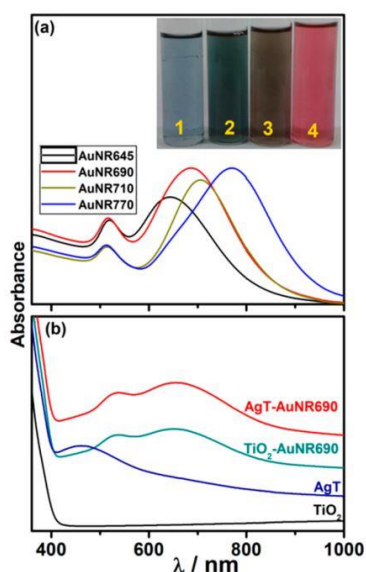 (a)
1 2 3 4
AuNR645
AuNR690
AuNR710
AuNR770
Absorbance
(b)
AgT-AuNR690
TiO₂-AuNR690
AgT
TiO₂
400 600 800 1000
λ / nm